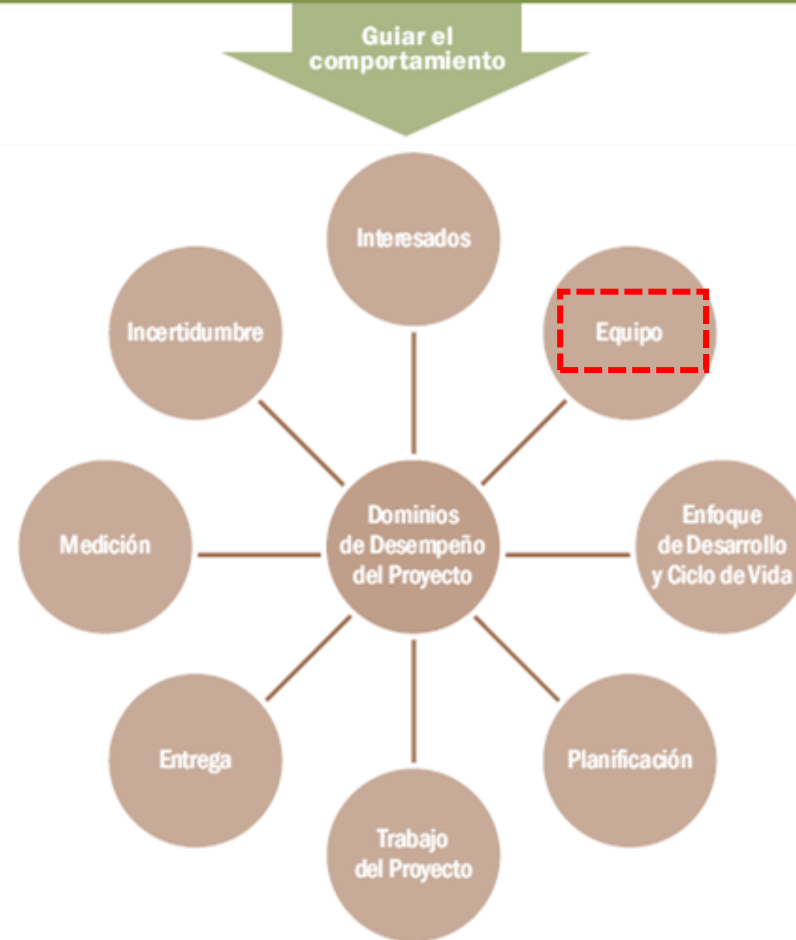 Guiar el
comportamiento
Interesados
Incertidumbre
Equipo
Medición
Dominios
de Desempeño
del Proyecto
Enfoque
de Desarrollo
y Ciclo de Vida
Entrega
Planificación
Trabajo
del Proyecto